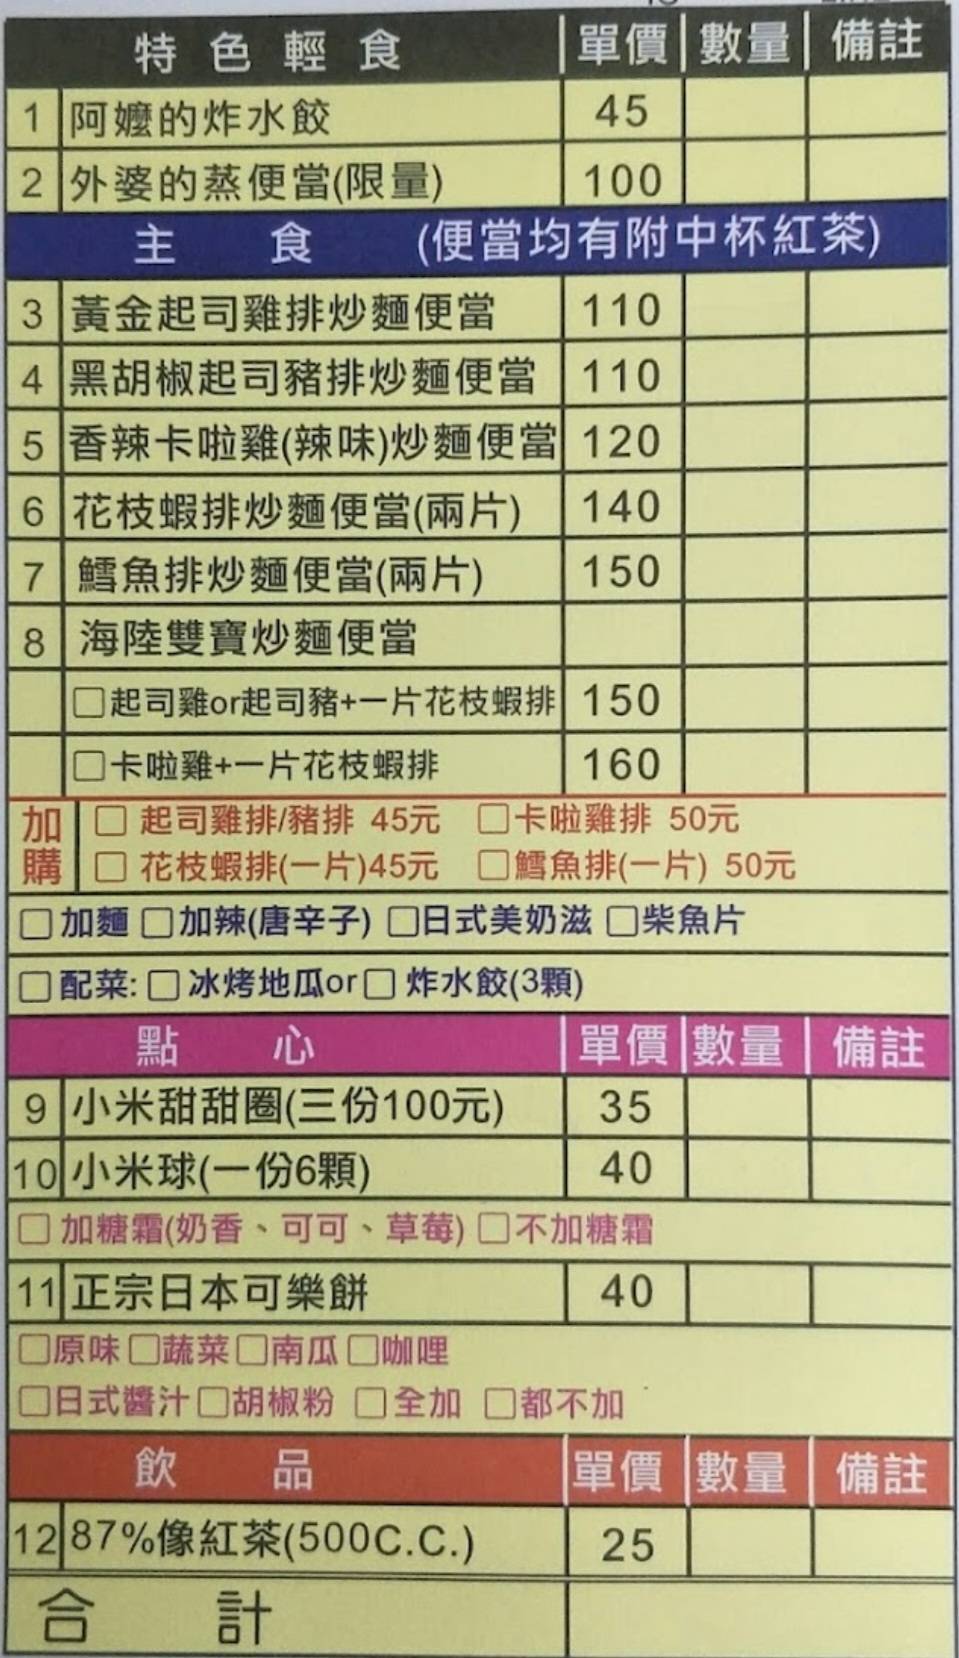 特色輕食 單價 數量 備註
1 阿嬤的炸水餃 45
2 外婆的蒸便當(限量) 100
主食 (便當均有附中杯紅茶)
3 黃金起司雞排炒麵便當 110
4 黑胡椒起司豬排炒麵便當 110
5 香辣卡啦雞(辣味)炒麵便當 120
6 花枝蝦排炒麵便當(兩片) 140
7 鱈魚排炒麵便當(兩片) 150
8 海陸雙寶炒麵便當
□起司雞or起司豬+一片花枝蝦排 150
□卡啦雞+一片花枝蝦排 160
加購 □ 起司雞排/豬排 45元 □卡啦雞排 50元
□ 花枝蝦排(一片)45元 □鱈魚排(一片) 50元
□ 加麵 □加辣(唐辛子) □日式美奶滋 □柴魚片
□ 配菜: □ 冰烤地瓜or□ 炸水餃(3顆)
點心 單價 數量 備註
9 小米甜甜圈(三份100元) 35
10 小米球(一份6顆) 40
□ 加糖霜(奶香、可可、草莓) □不加糖霜
11 正宗日本可樂餅 40
□原味□蔬菜□南瓜□咖哩
□日式醬汁□胡椒粉 □全加 □都不加
飲品 單價 數量 備註
12 87%像紅茶(500C.C.) 25
合計